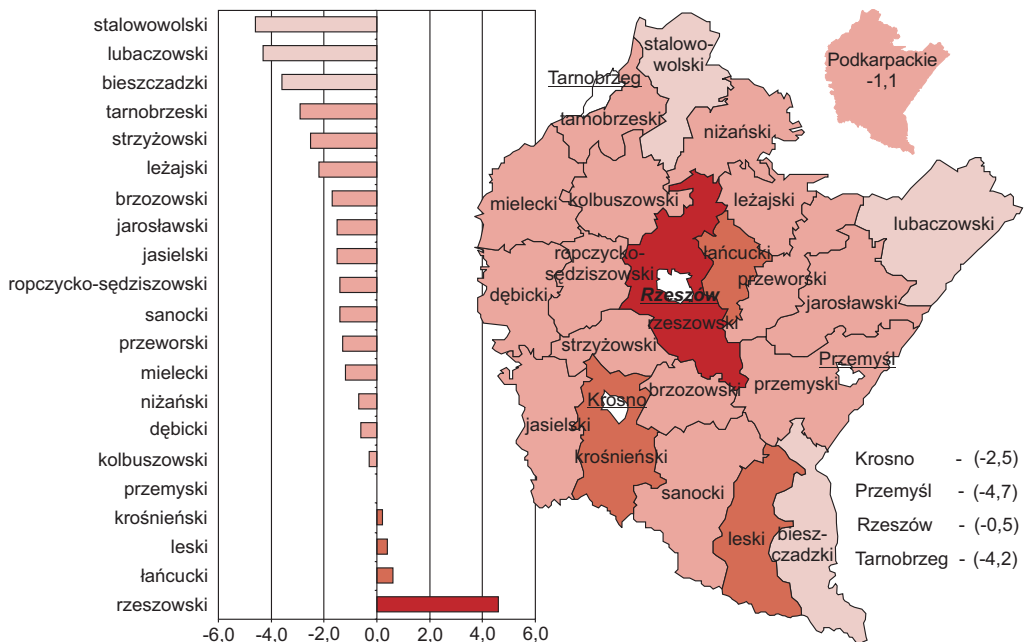 stalowowolski
lubaczowski
bieszczadzki
tarnobrzeski
strzyżowski
leżajski
brzozowski
jarosławski
jasielski
ropczycko-sędziszowski
sanocki
przeworski
mielecki
niżański
dębicki
kolbuszowski
przemyski
krośnieński
leski
łańcucki
rzeszowski
-6,0 -4,0 -2,0 0,0 2,0 4,0 6,0
stalowo-
wolski
Podkarpackie
-1,1
Tarnobrzeg
tarnobrzeski
niżański
mielecki
kolbuszowski
leżajski
lubaczowski
ropczycko-
sędziszowski
łańcucki
dębicki
przeworski
Rzeszów
jarosławski
rzeszowski
strzyżowski
Przemyśl
brzozowski
przemyski
Krosno
jasielski
krośnieński
sanocki
leski
biesz-
czadzki
Krosno - (-2,5)
Przemyśl - (-4,7)
Rzeszów - (-0,5)
Tarnobrzeg - (-4,2)